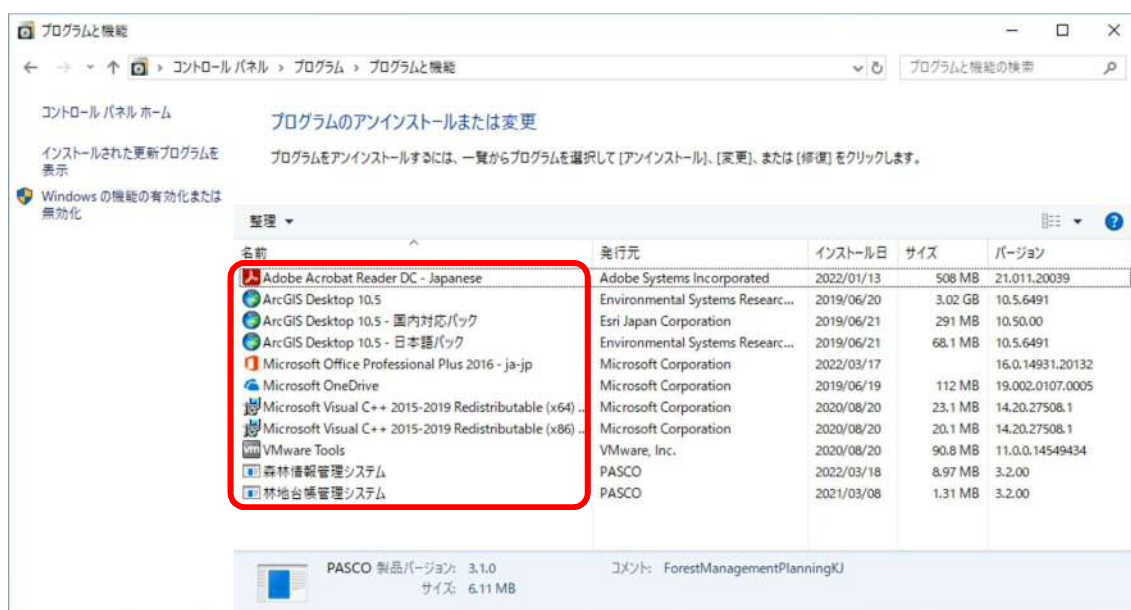 プログラムと機能
コントロール パネル › プログラム › プログラムと機能
プログラムと機能の検索
コントロール パネル ホーム
インストールされた更新プログラムを
表示
Windows の機能の有効化または
無効化
プログラムのアンインストールまたは変更
プログラムをアンインストールするには、一覧からプログラムを選択して [アンインストール]、[変更]、または [修復] をクリックします。
整理
名前 発行元 インストール日 サイズ バージョン
Adobe Acrobat Reader DC - Japanese Adobe Systems Incorporated 2022/01/13 508 MB 21.011.20039
ArcGIS Desktop 10.5 Environmental Systems Researc... 2019/06/20 3.02 GB 10.5.6491
ArcGIS Desktop 10.5 - 国内対応パック Esri Japan Corporation 2019/06/21 291 MB 10.50.00
ArcGIS Desktop 10.5 - 日本語パック Environmental Systems Researc... 2019/06/21 68.1 MB 10.5.6491
Microsoft Office Professional Plus 2016 - ja-jp Microsoft Corporation 2022/03/17 16.0.14931.20132
Microsoft OneDrive Microsoft Corporation 2019/06/19 112 MB 19.002.0107.0005
Microsoft Visual C++ 2015-2019 Redistributable (x64) ... Microsoft Corporation 2020/08/20 23.1 MB 14.20.27508.1
Microsoft Visual C++ 2015-2019 Redistributable (x86) ... Microsoft Corporation 2020/08/20 20.1 MB 14.20.27508.1
VMware Tools VMware, Inc. 2020/08/20 90.8 MB 11.0.0.14549434
森林情報管理システム PASCO 2022/03/18 8.97 MB 3.2.00
林地台帳管理システム PASCO 2021/03/08 1.31 MB 3.2.00
PASCO 製品バージョン: 3.1.0 コメント: ForestManagementPlanningKJ
サイズ: 6.11 MB